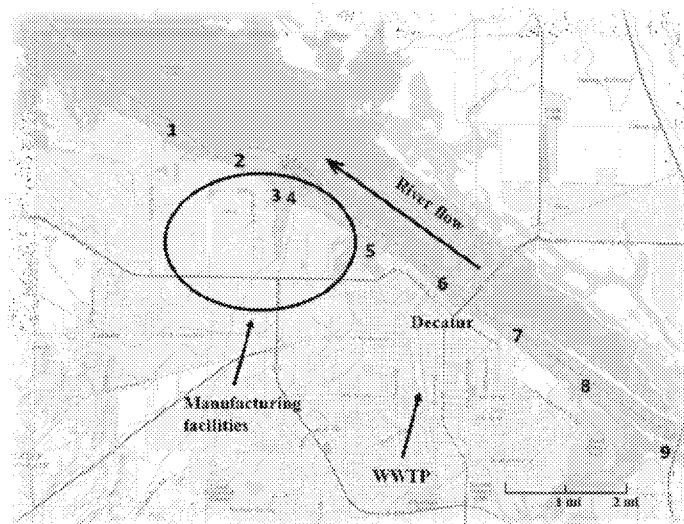 1
2
3 4
River flow
5
6
Decatur
7
8
Manufacturing
facilities
WWTP
9
1 mi 2 mi